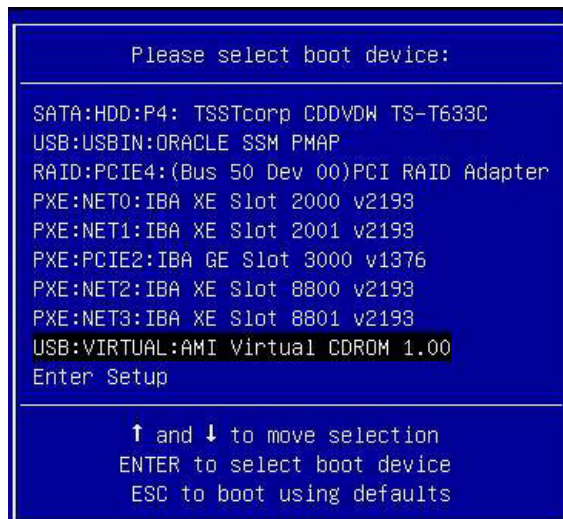 Please select boot device:
SATA:HDD:P4: TSSTcorp CDDVDW TS-T633C
USB:USBIN:ORACLE SSM PMAP
RAID:PCIE4:(Bus 50 Dev 00)PCI RAID Adapter
PXE:NET0:IBA XE Slot 2000 v2193
PXE:NET1:IBA XE Slot 2001 v2193
PXE:PCIE2:IBA GE Slot 3000 v1376
PXE:NET2:IBA XE Slot 8800 v2193
PXE:NET3:IBA XE Slot 8801 v2193
USB:VIRTUAL:AMI Virtual CDROM 1.00
Enter Setup
↑ and ↓ to move selection
ENTER to select boot device
ESC to boot using defaults